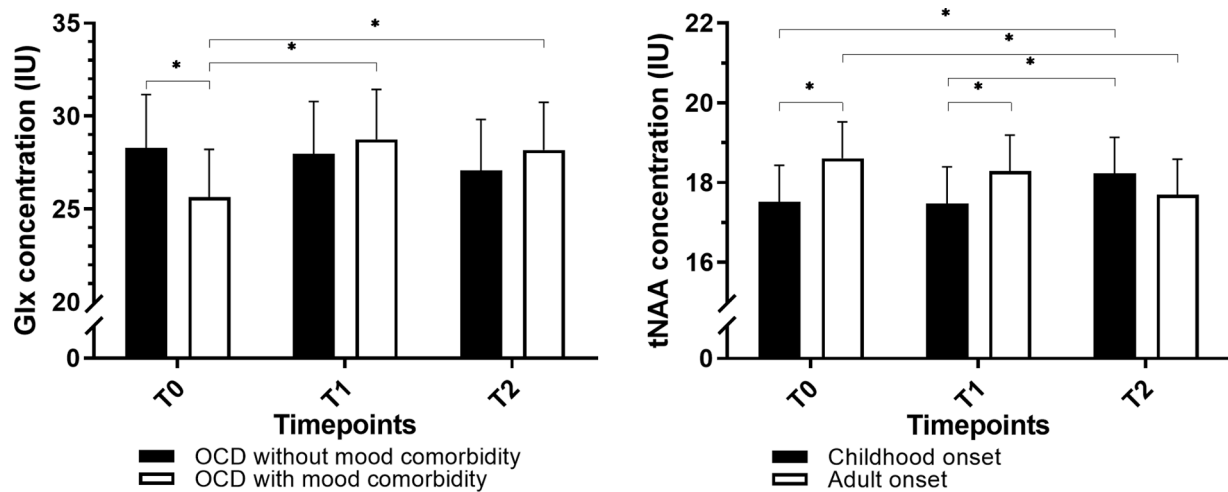 Glx concentration (IU)
35
30
25
20
0
*
*
*
T0
T1
T2
Timepoints
OCD without mood comorbidity
OCD with mood comorbidity
tNAA concentration (IU)
22
20
18
16
0
*
*
*
*
*
T0
T1
T2
Timepoints
Childhood onset
Adult onset